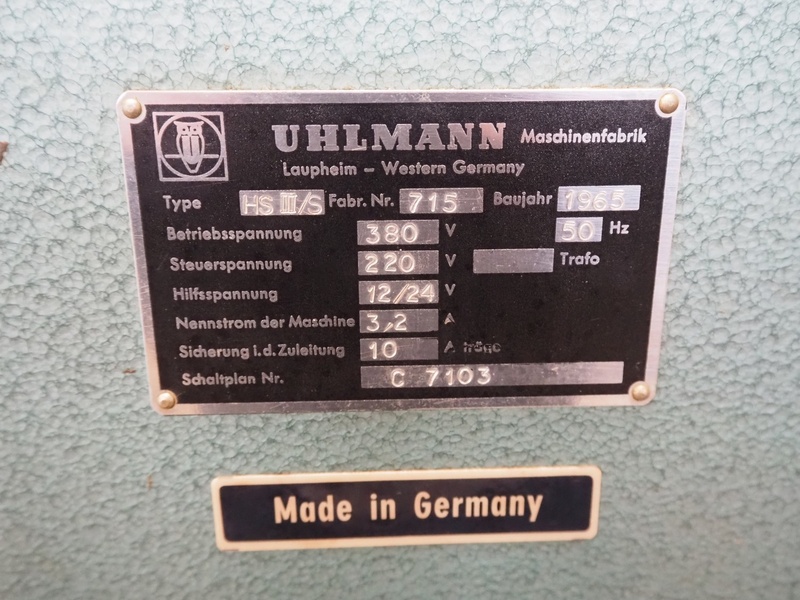 UHLMANN Maschinenfabrik
Laupheim – Western Germany
Type HS III/S Fabr. Nr. 715 Baujahr 1965
Betriebsspannung 380 V 50 Hz
Steuerspannung 220 V Trafo
Hilfsspannung 12/24 V
Nennstrom der Maschine 3,2 A
Sicherung i.d. Zuleitung 10 A träge
Schaltplan Nr. C 7103
Made in Germany